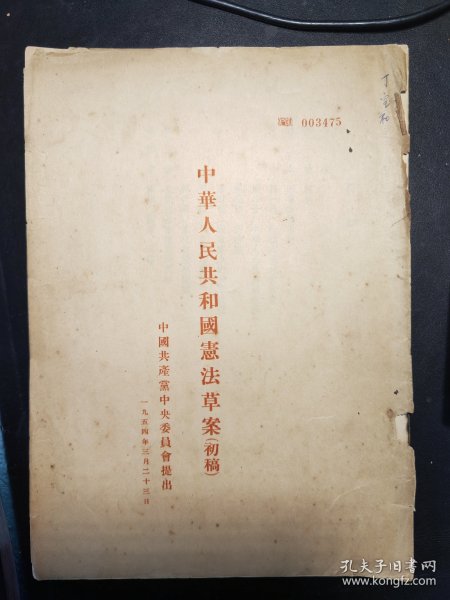 編號 003475
中華人民共和國憲法草案(初稿)
中國共產黨中央委員會提出
一九五四年三月二十三日
孔夫子旧书网
www.kongfz.com